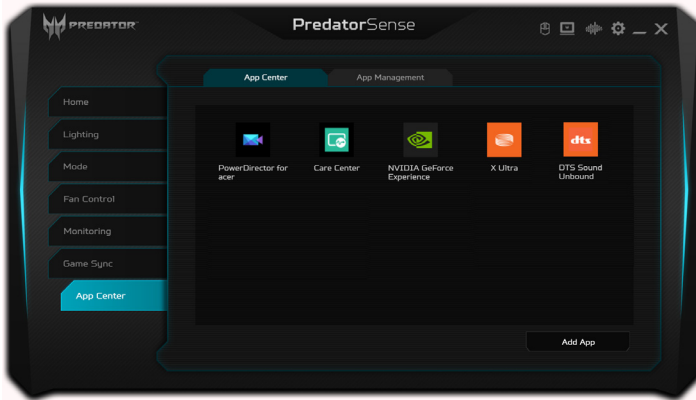 PREDATOR
PredatorSense
App Center
App Management
Home
Lighting
Mode
Fan Control
Monitoring
Game Sync
App Center
PowerDirector for
acer
Care Center
NVIDIA GeForce
Experience
X Ultra
dts
DTS Sound
Unbound
Add App